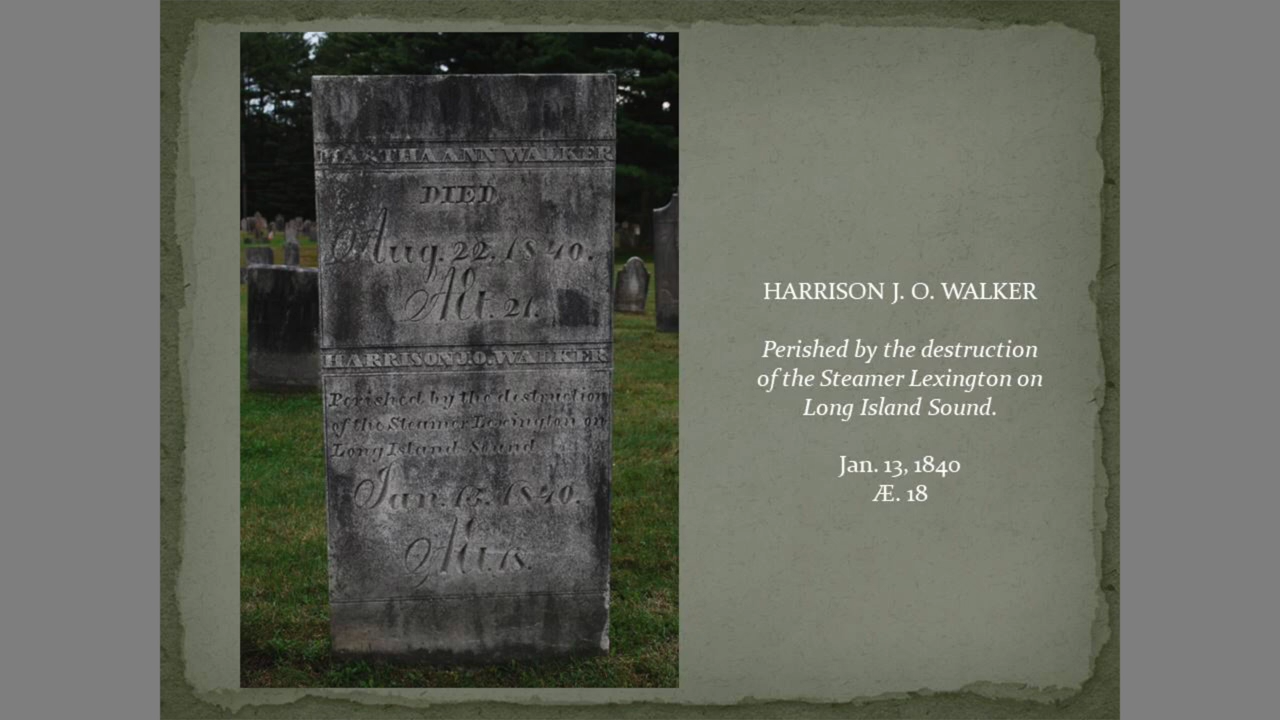 MARTHA ANN WALKER
DIED
Aug. 22, 1840.
Æt. 21.
HARRISON J.O. WALKER
Perished by the destruction
of the Steamer Lexington on
Long Island Sound.
Jan. 13, 1840.
Æt. 18.
HARRISON J. O. WALKER
Perished by the destruction
of the Steamer Lexington on
Long Island Sound.
Jan. 13, 1840
Æ. 18